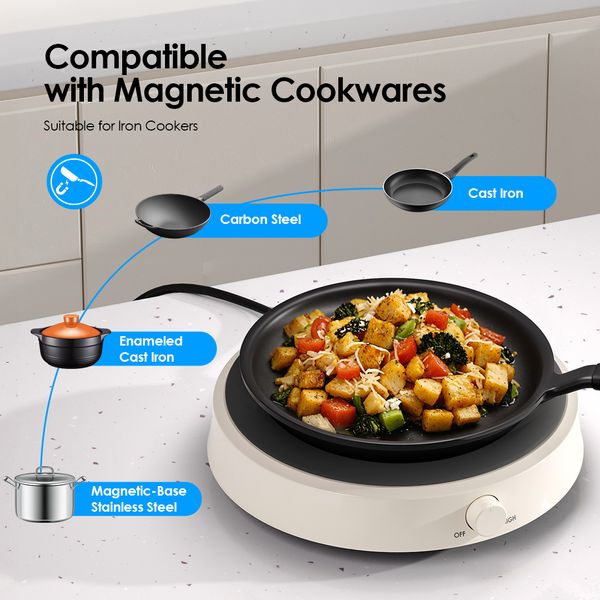 Compatible
with Magnetic Cookwares
Suitable for Iron Cookers
Cast Iron
Carbon Steel
Enameled
Cast Iron
Magnetic-Base
Stainless Steel
OFF